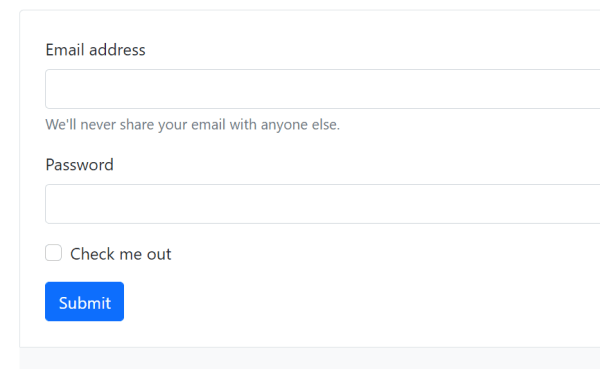 Email address
We'll never share your email with anyone else.
Password
Check me out
Submit